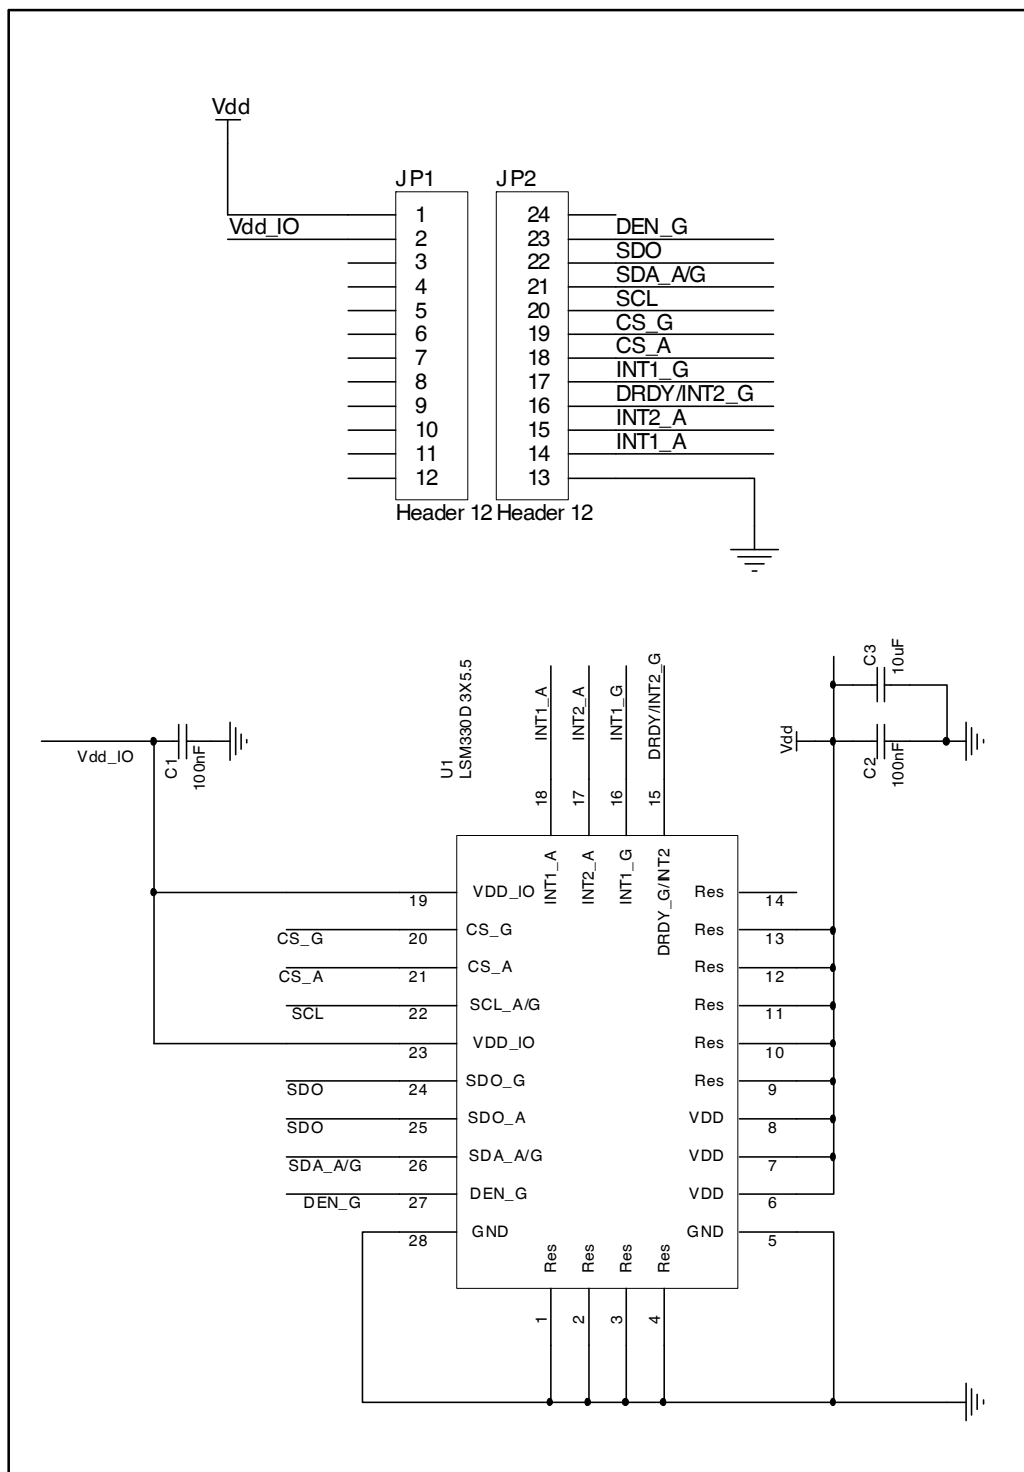 Vdd
JP1 JP2
1 24
Vdd_IO 2 23 DEN_G
3 22 SDO
4 21 SDA_A/G
5 20 SCL
6 19 CS_G
7 18 CS_A
8 17 INT1_G
9 16 DRDY/INT2_G
10 15 INT2_A
11 14 INT1_A
12 13
Header 12 Header 12
Vdd_IO
C1
100nF
U1
LSM330D 3X5.5
INT1_A
INT2_A
INT1_G
DRDY/INT2_G
18
17
16
15
C3
10uF
Vdd
C2
100nF
INT1_A
INT2_A
INT1_G
DRDY_G/INT2
19 VDD_IO Res 14
CS_G 20 CS_G Res 13
CS_A 21 CS_A Res 12
SCL 22 SCL_A/G Res 11
23 VDD_IO Res 10
SDO 24 SDO_G Res 9
SDO 25 SDO_A VDD 8
SDA_A/G 26 SDA_A/G VDD 7
DEN_G 27 DEN_G VDD 6
28 GND GND 5
Res
Res
Res
Res
1
2
3
4